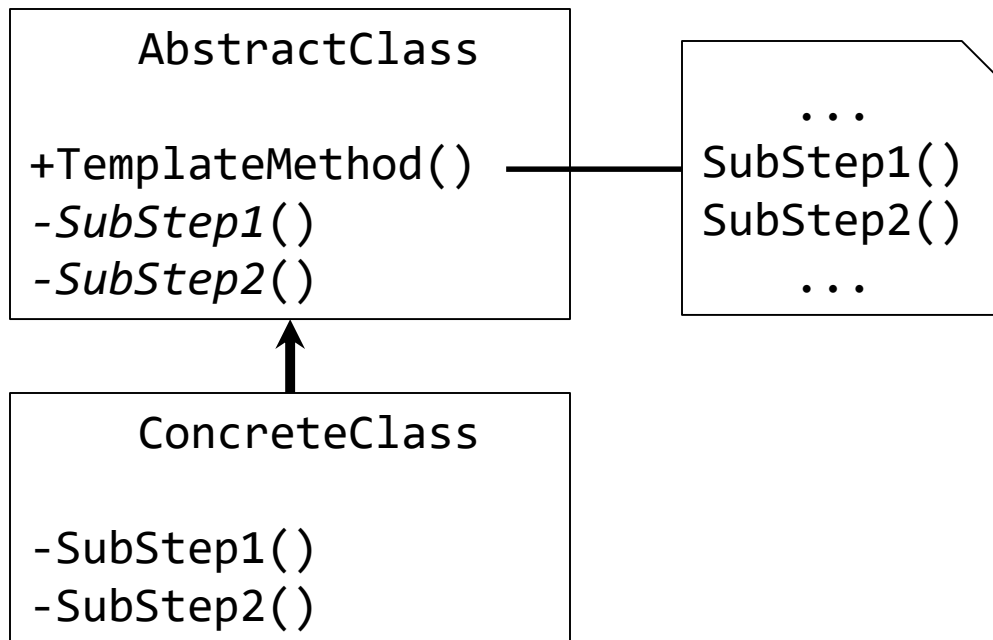 AbstractClass
+TemplateMethod()
-SubStep1()
-SubStep2()
...
SubStep1()
SubStep2()
...
ConcreteClass
-SubStep1()
-SubStep2()